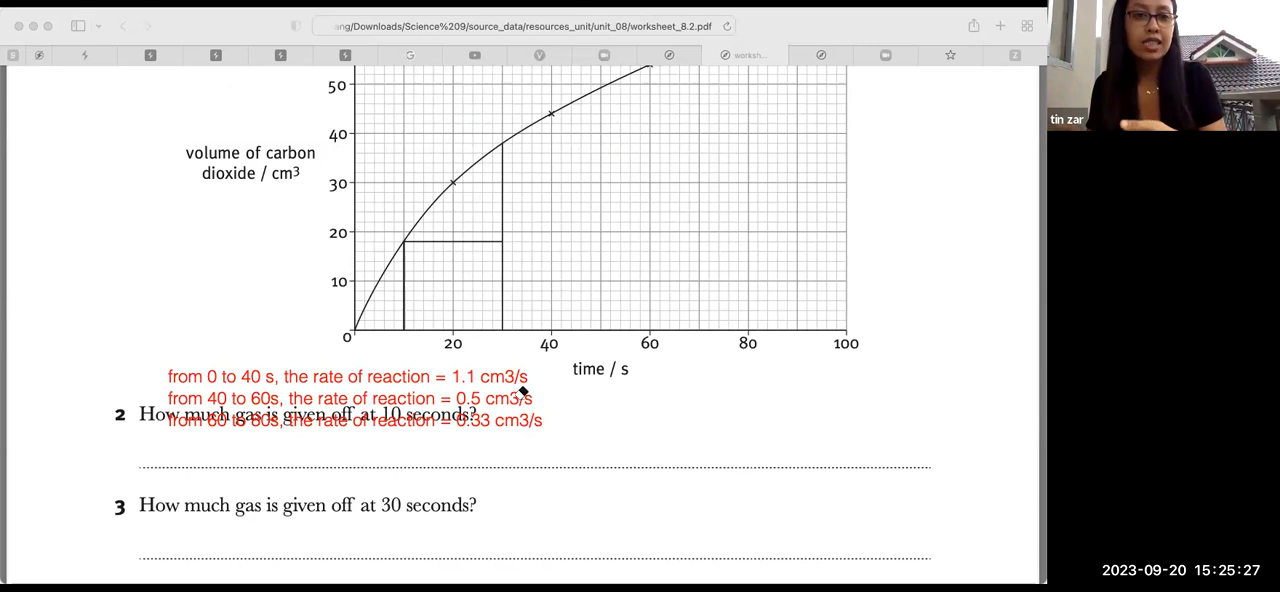 ang/Downloads/Science%209/source_data/resources_unit/unit_08/worksheet_8.2.pdf
G
V
worksh...
Z
tin zar
50
40
volume of carbon
dioxide / cm3
30
20
10
0
20
40
60
80
100
time / s
from 0 to 40 s, the rate of reaction = 1.1 cm3/s
from 40 to 60s, the rate of reaction = 0.5 cm3/s
2 How much gas is given off at 10 seconds?
from 60 to 80s, the rate of reaction = 0.33 cm3/s
3 How much gas is given off at 30 seconds?
2023-09-20 15:25:27